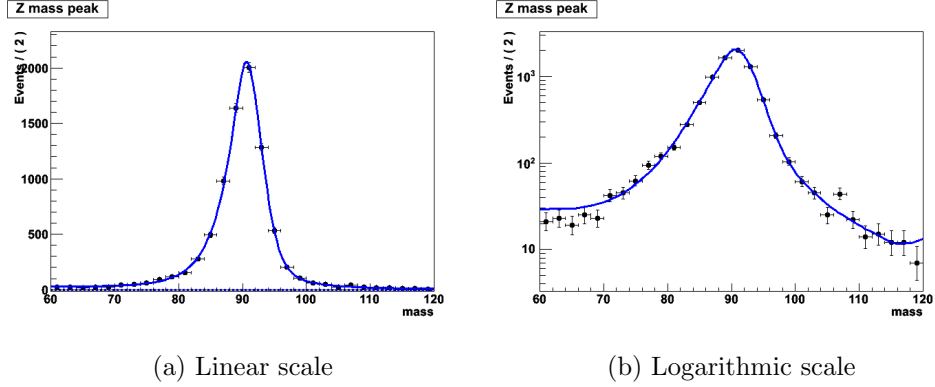 Z mass peak
Events / ( 2 )
2000
1500
1000
500
0
60 70 80 90 100 110 120
mass
(a) Linear scale
Z mass peak
Events / ( 2 )
10³
10²
10
60 70 80 90 100 110 120
mass
(b) Logarithmic scale